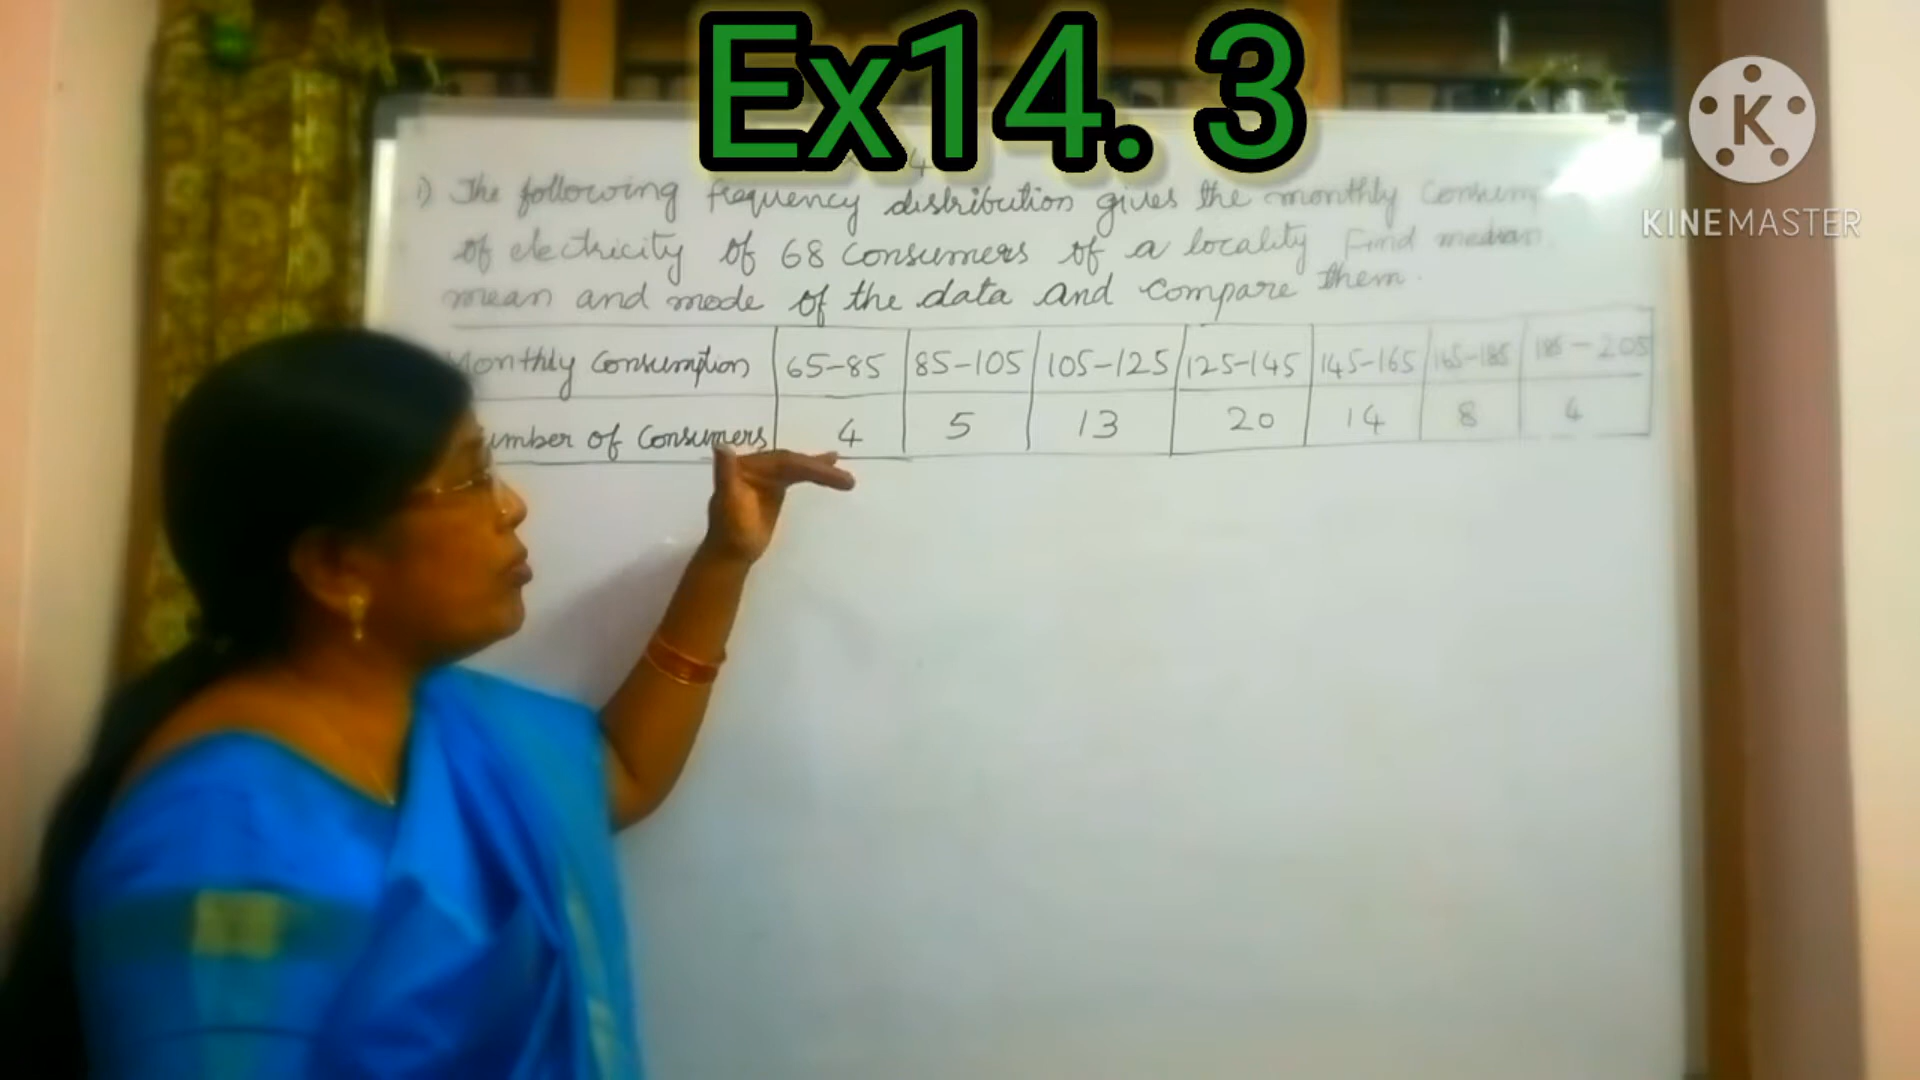 Ex14. 3
K
KINEMASTER
1) The following frequency distribution gives the monthly Consum
of electricity of 68 Consumers of a locality Find median,
mean and mode of the data and compare them.
Monthly Consumption 65-85 85-105 105-125 125-145 145-165 165-185 185-205
umber of Consumers 4 5 13 20 14 8 4